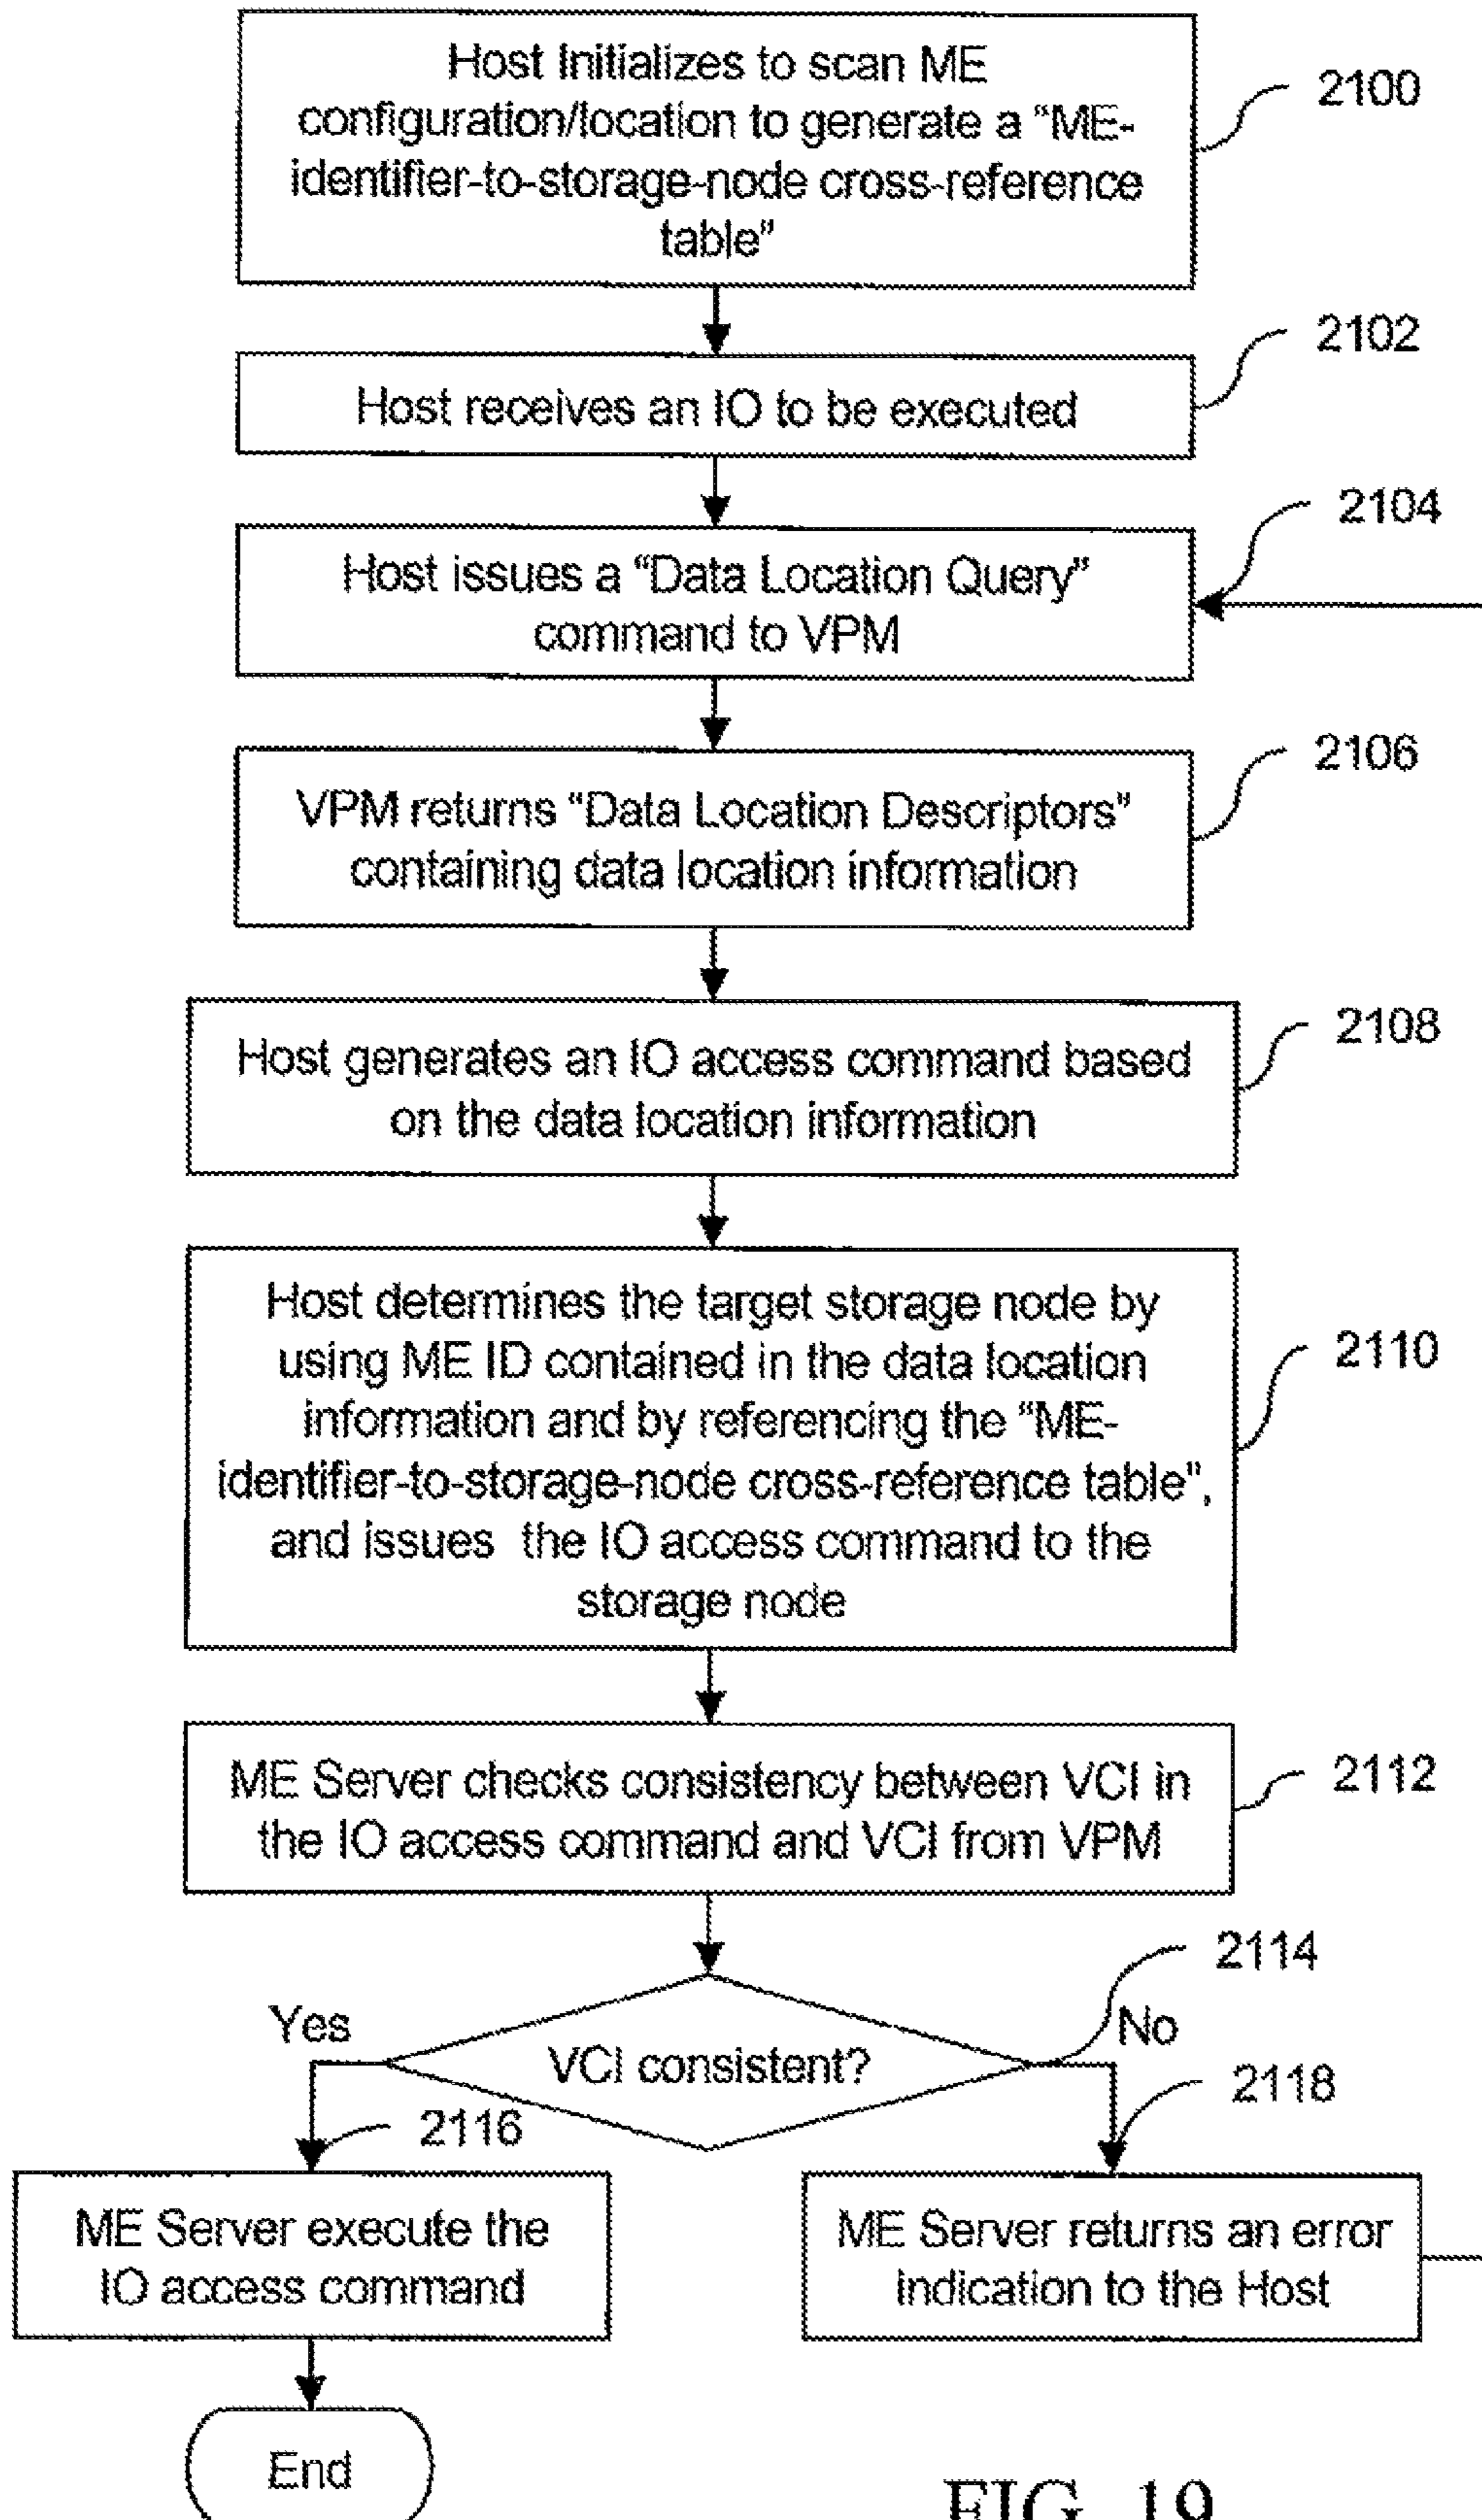 Host Initializes to scan ME
configuration/location to generate a “ME-
identifier-to-storage-node cross-reference
table”
2100
Host receives an IO to be executed
2102
Host issues a “Data Location Query”
command to VPM
2104
VPM returns “Data Location Descriptors”
containing data location information
2106
Host generates an IO access command based
on the data location information
2108
Host determines the target storage node by
using ME ID contained in the data location
information and by referencing the “ME-
identifier-to-storage-node cross-reference table”,
and issues the IO access command to the
storage node
2110
ME Server checks consistency between VCI in
the IO access command and VCI from VPM
2112
VCI consistent?
2114
Yes
No
2116
2118
ME Server execute the
IO access command
ME Server returns an error
indication to the Host
End
FIG. 19